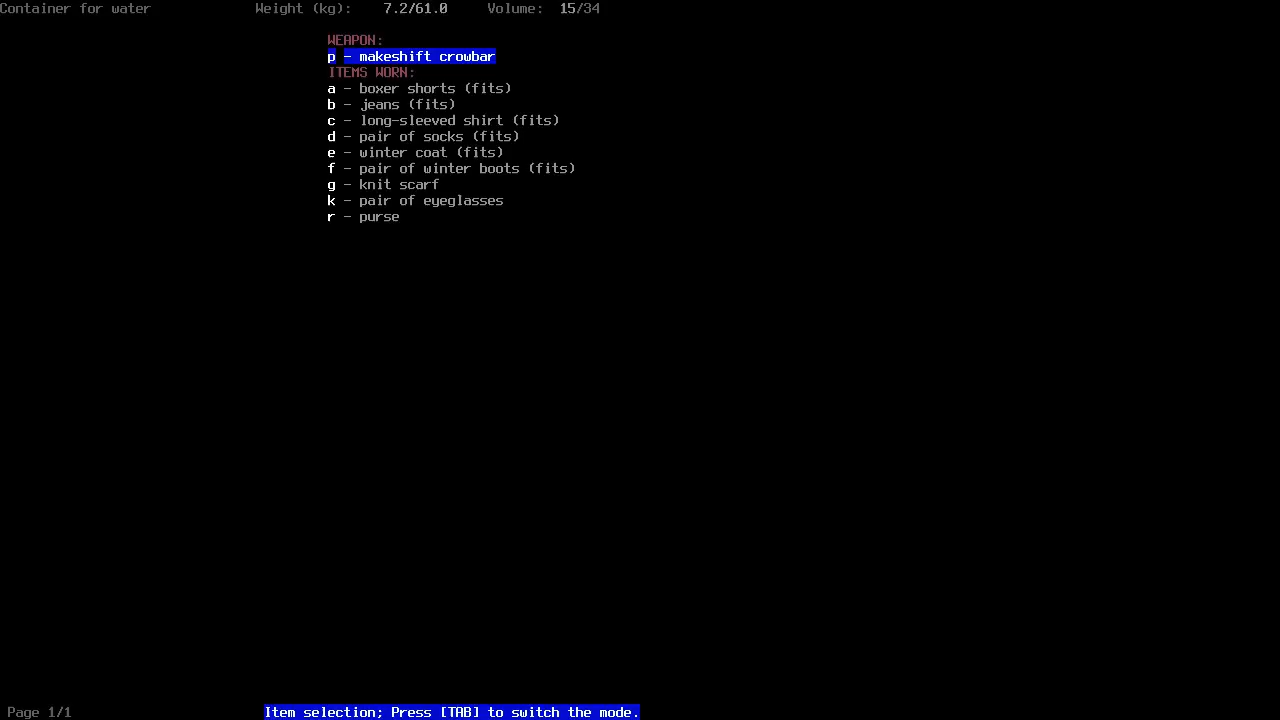 Container for water Weight (kg): 7.2/61.0 Volume: 15/34
WEAPON:
p - makeshift crowbar
ITEMS WORN:
a - boxer shorts (fits)
b - jeans (fits)
c - long-sleeved shirt (fits)
d - pair of socks (fits)
e - winter coat (fits)
f - pair of winter boots (fits)
g - knit scarf
k - pair of eyeglasses
r - purse
Page 1/1 Item selection; Press [TAB] to switch the mode.